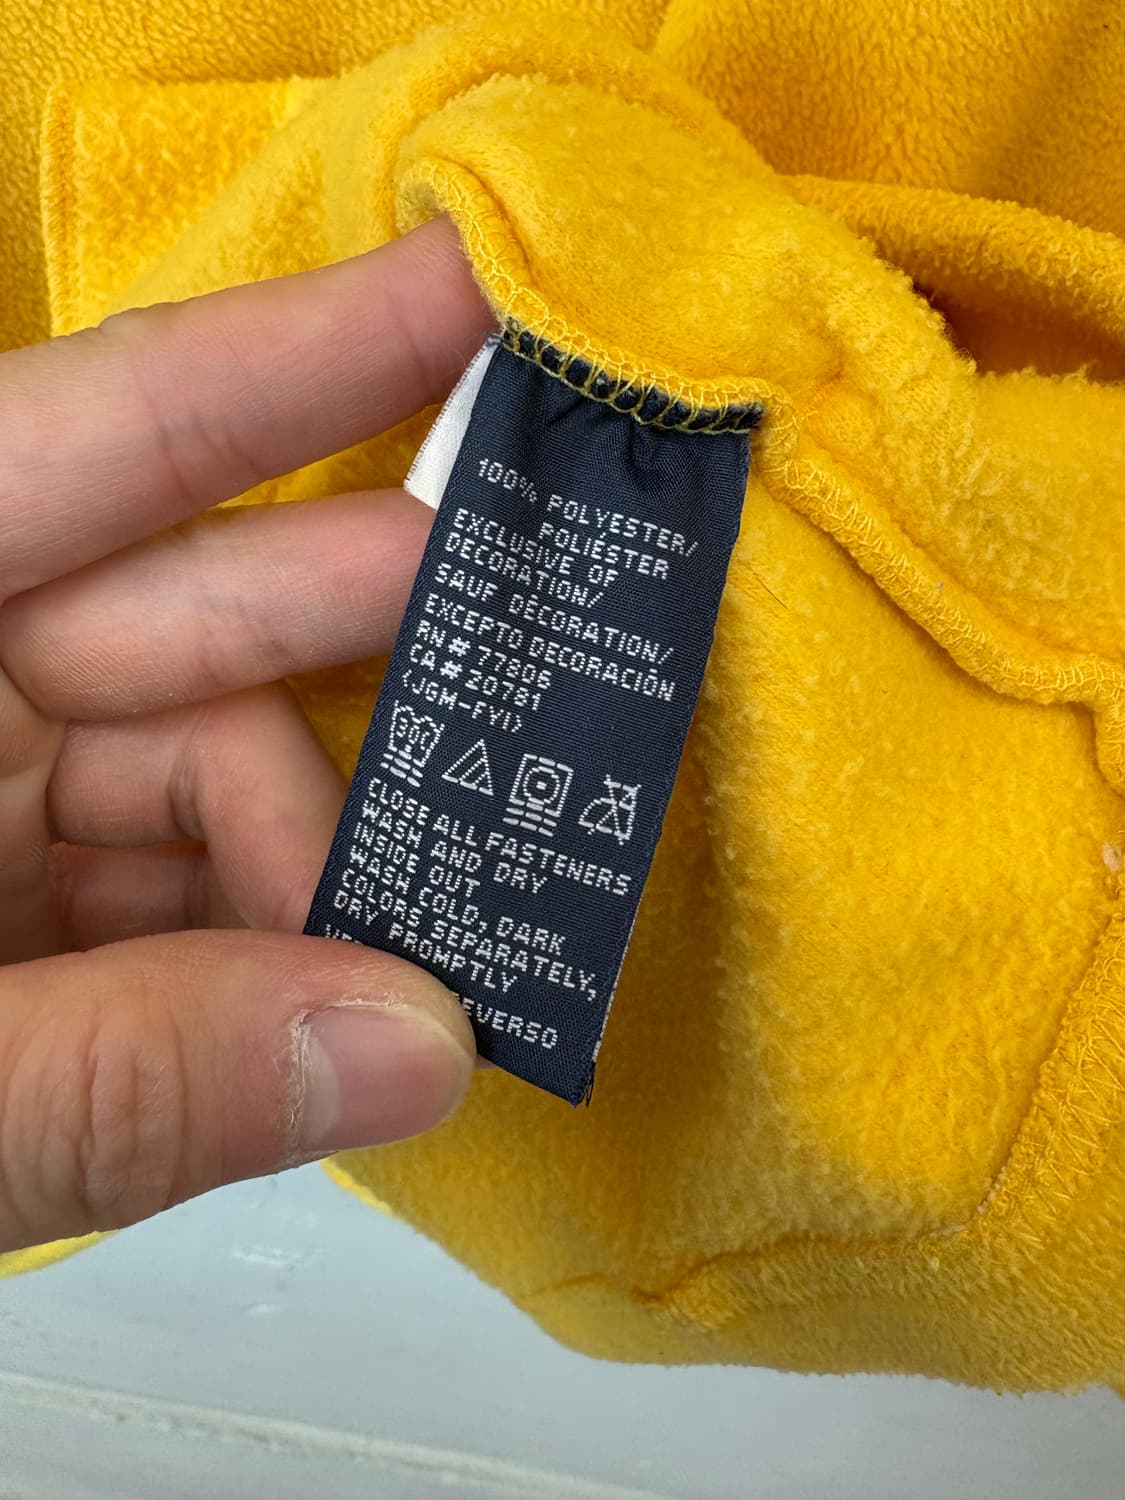 100% POLYESTER/
POLIÉSTER
EXCLUSIVE OF
DECORATION/
SAUF DÉCORATION/
EXCEPTO DECORACIÓN
RN# 77806
CA# 20781
(JGM-FYI)
30C
CLOSE ALL FASTENERS
WASH AND DRY
INSIDE OUT
WASH COLD, DARK
COLORS SEPARATELY,
DRY PROMPTLY